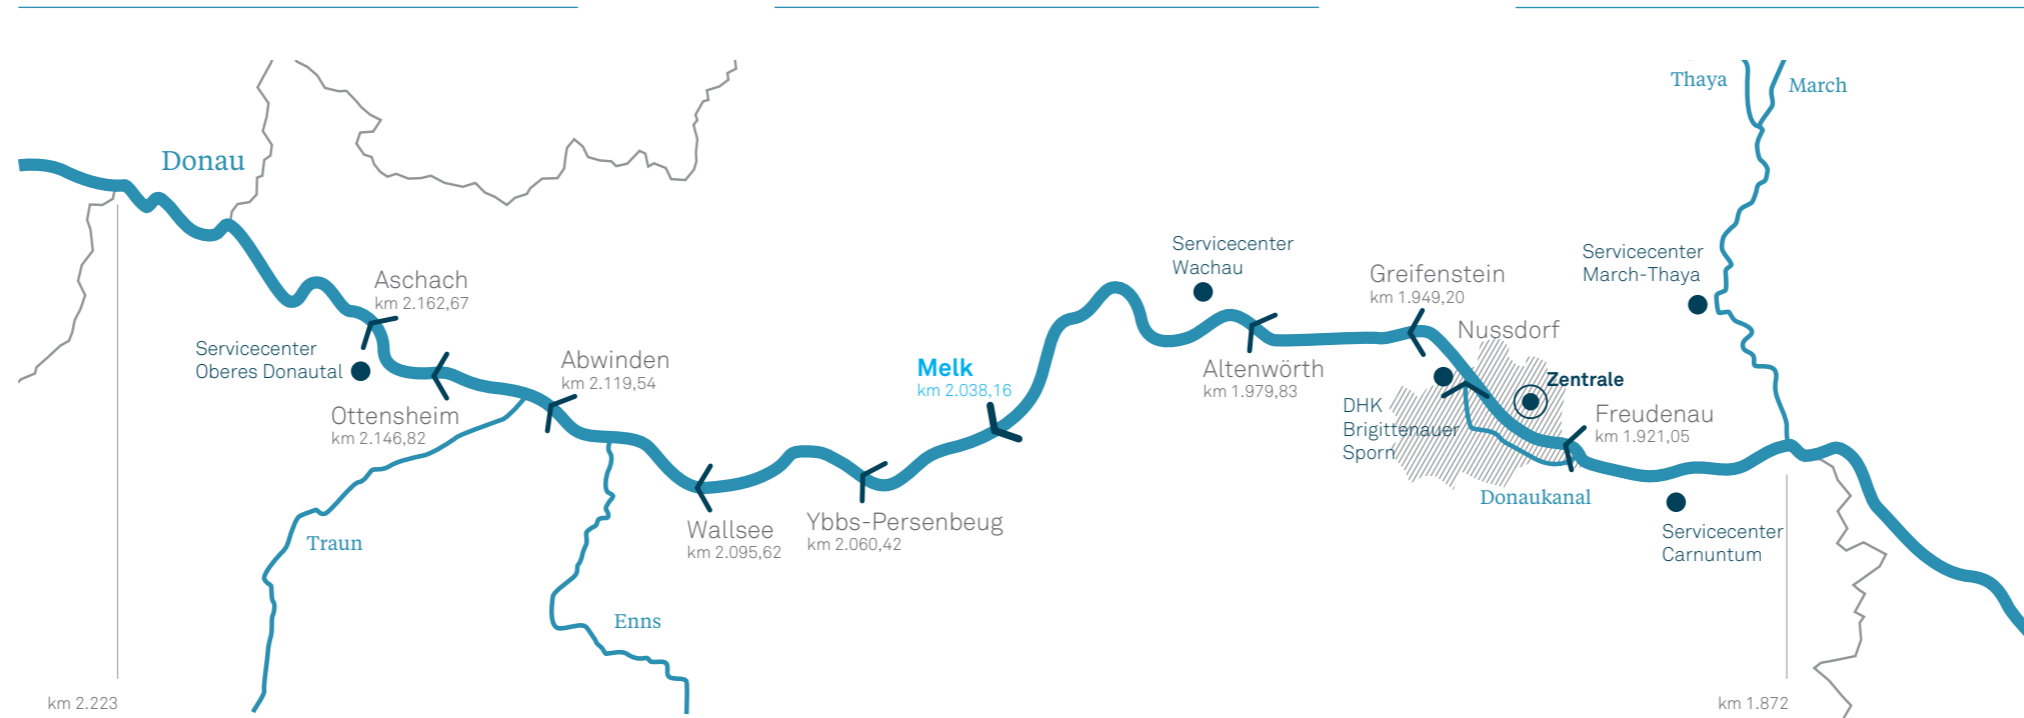 Thaya
March
Donau
Servicecenter
Wachau
Servicecenter
March-Thaya
Greifenstein
km 1.949,20
Aschach
km 2.162,67
Nussdorf
Servicecenter
Oberes Donautal
Abwinden
km 2.119,54
Melk
km 2.038,16
Altenwörth
km 1.979,83
Zentrale
DHK
Brigittenauer
Sporn
Freudenau
km 1.921,05
Ottensheim
km 2.146,82
Donaukanal
Wallsee
km 2.095,62
Ybbs-Persenbeug
km 2.060,42
Servicecenter
Carnuntum
Traun
Enns
km 2.223
km 1.872